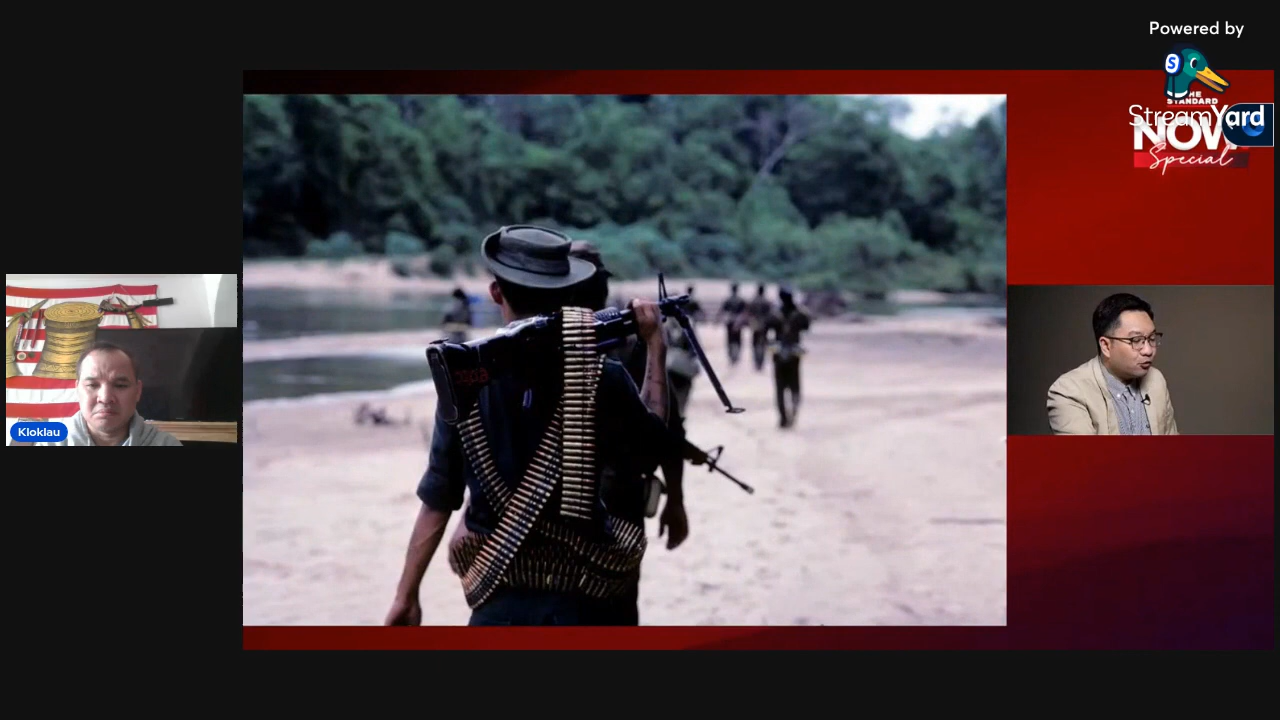 Powered by
THE
STANDARD
StreamYard
NOW
Special
Kloklau